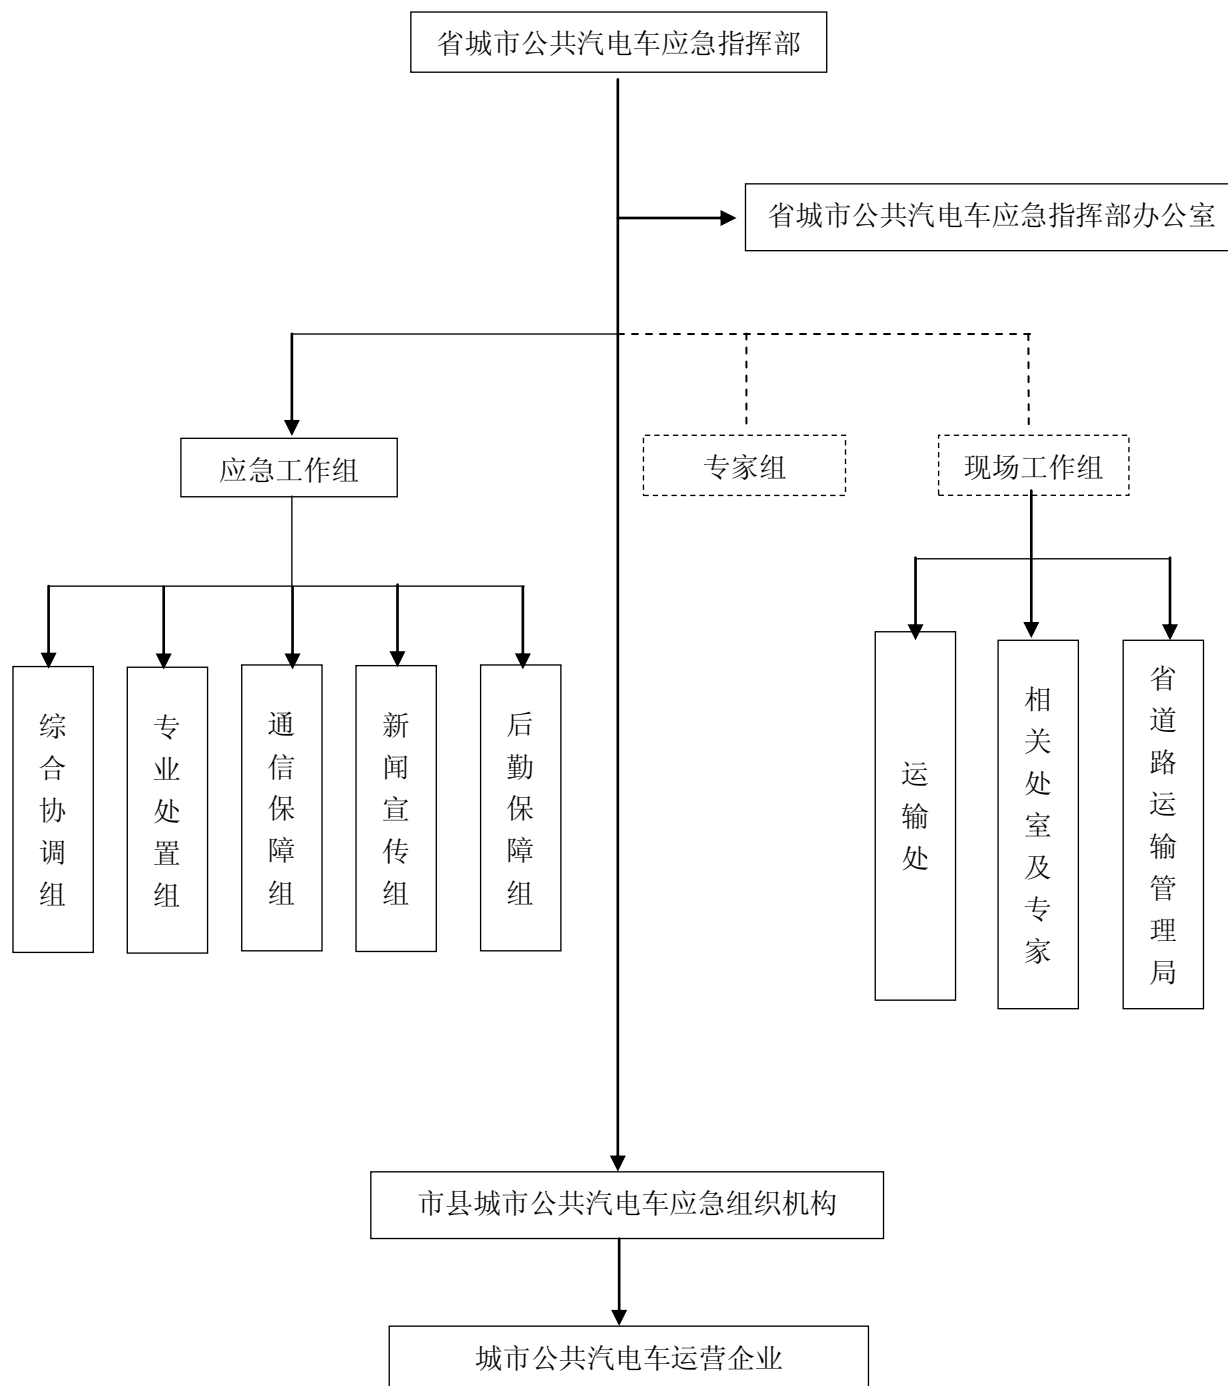 省城市公共汽电车应急指挥部
省城市公共汽电车应急指挥部办公室
应急工作组
专家组
现场工作组
综合协调组
专业处置组
通信保障组
新闻宣传组
后勤保障组
运输处
相关处室及专家
省道路运输管理局
市县城市公共汽电车应急组织机构
城市公共汽电车运营企业